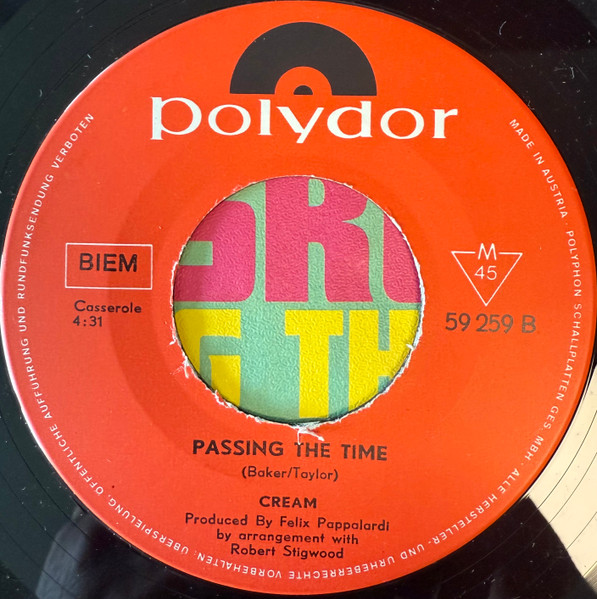 polydor
BIEM
Casserole
4:31
M
45
59 259 B
PASSING THE TIME
(Baker/Taylor)
CREAM
Produced By Felix Pappalardi
by arrangement with
Robert Stigwood
MADE IN AUSTRIA · POLYPHON SCHALLPLATTEN GES. MBH · ALLE HERSTELLER- UND URHEBERRECHTE VORBEHALTEN. ÜBERSPIELUNG, ÖFFENTLICHE AUFFÜHRUNG UND RUNDFUNKSENDUNG VERBOTEN
G TH